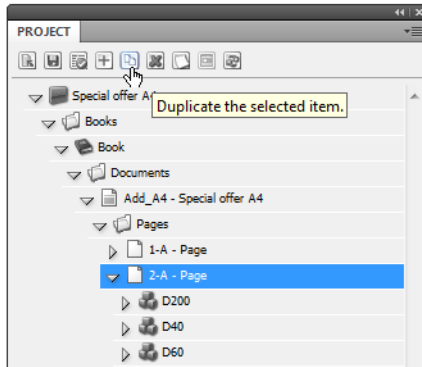 PROJECT
Special offer A4
Duplicate the selected item.
Books
Book
Documents
Add_A4 - Special offer A4
Pages
1-A - Page
2-A - Page
D200
D40
D60